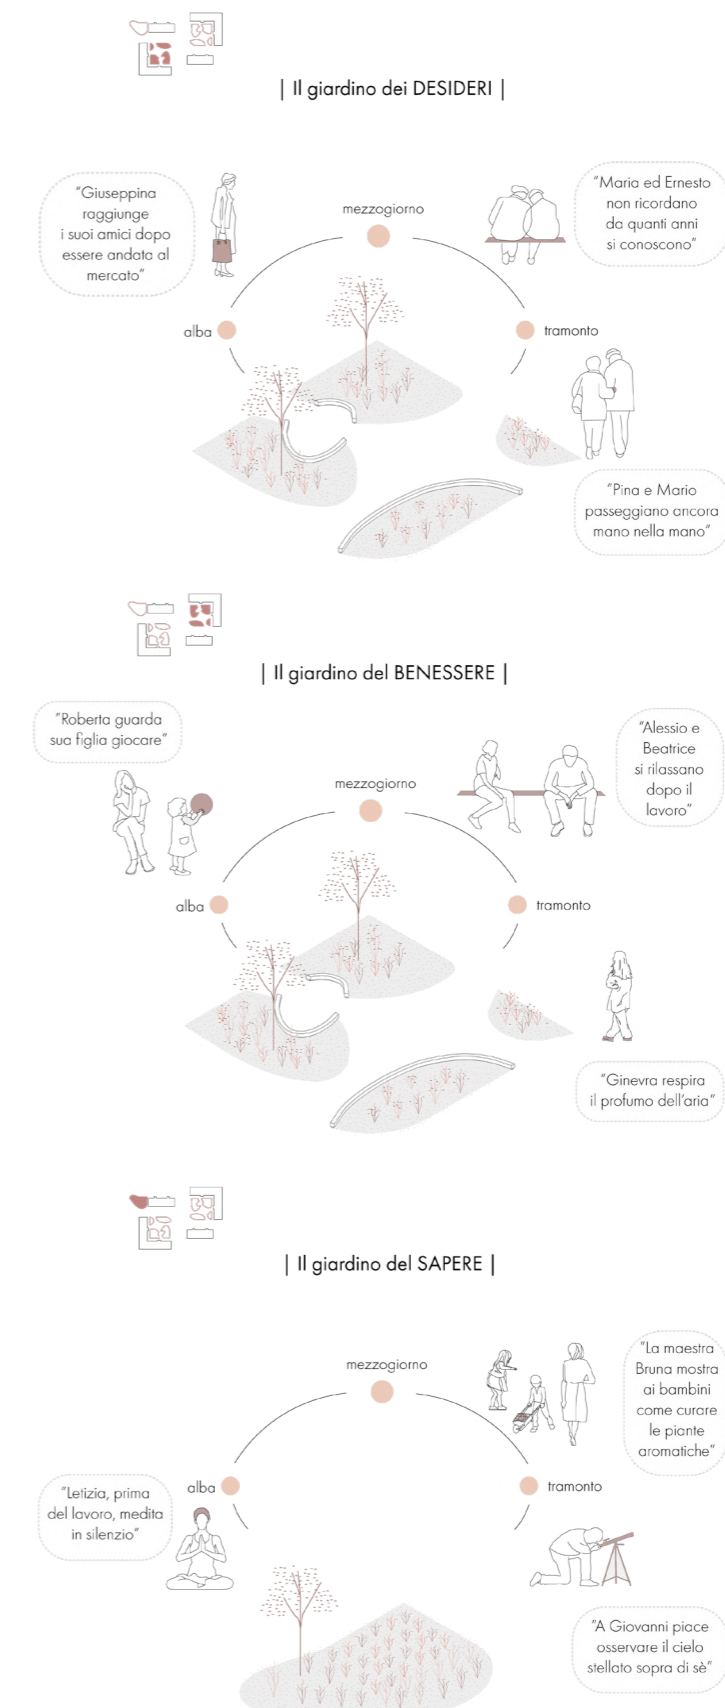 | Il giardino dei DESIDERI |
"Giuseppina
raggiunge
i suoi amici dopo
essere andata al
mercato"
mezzogiorno
"Maria ed Ernesto
non ricordano
da quanti anni
si conoscono"
alba
tramonto
"Pina e Mario
passeggiano ancora
mano nella mano"
| Il giardino del BENESSERE |
"Roberta guarda
sua figlia giocare"
mezzogiorno
"Alessio e
Beatrice
si rilassano
dopo il
lavoro"
alba
tramonto
"Ginevra respira
il profumo dell'aria"
| Il giardino del SAPERE |
mezzogiorno
"La maestra
Bruna mostra
ai bambini
come curare
le piante
aromatiche"
alba
tramonto
"Letizia, prima
del lavoro, medita
in silenzio"
"A Giovanni piace
osservare il cielo
stellato sopra di sè"